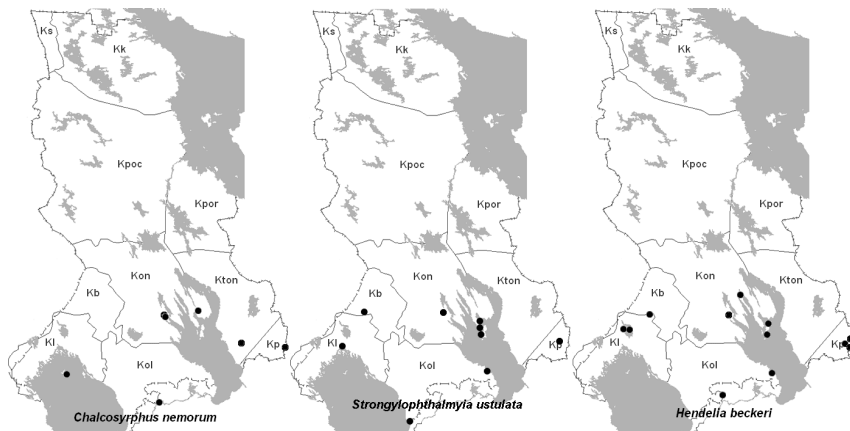 Ks
Kk
Kpoc
Kpor
Kon
Kton
Kb
Kl
Kp
Kol
Chalcosyrphus nemorum
Ks
Kk
Kpoc
Kpor
Kon
Kton
Kb
Kl
Kp
Kol
Strongylophthalmyia ustulata
Ks
Kk
Kpoc
Kpor
Kon
Kton
Kb
Kl
Kp
Kol
Hendelia beckeri